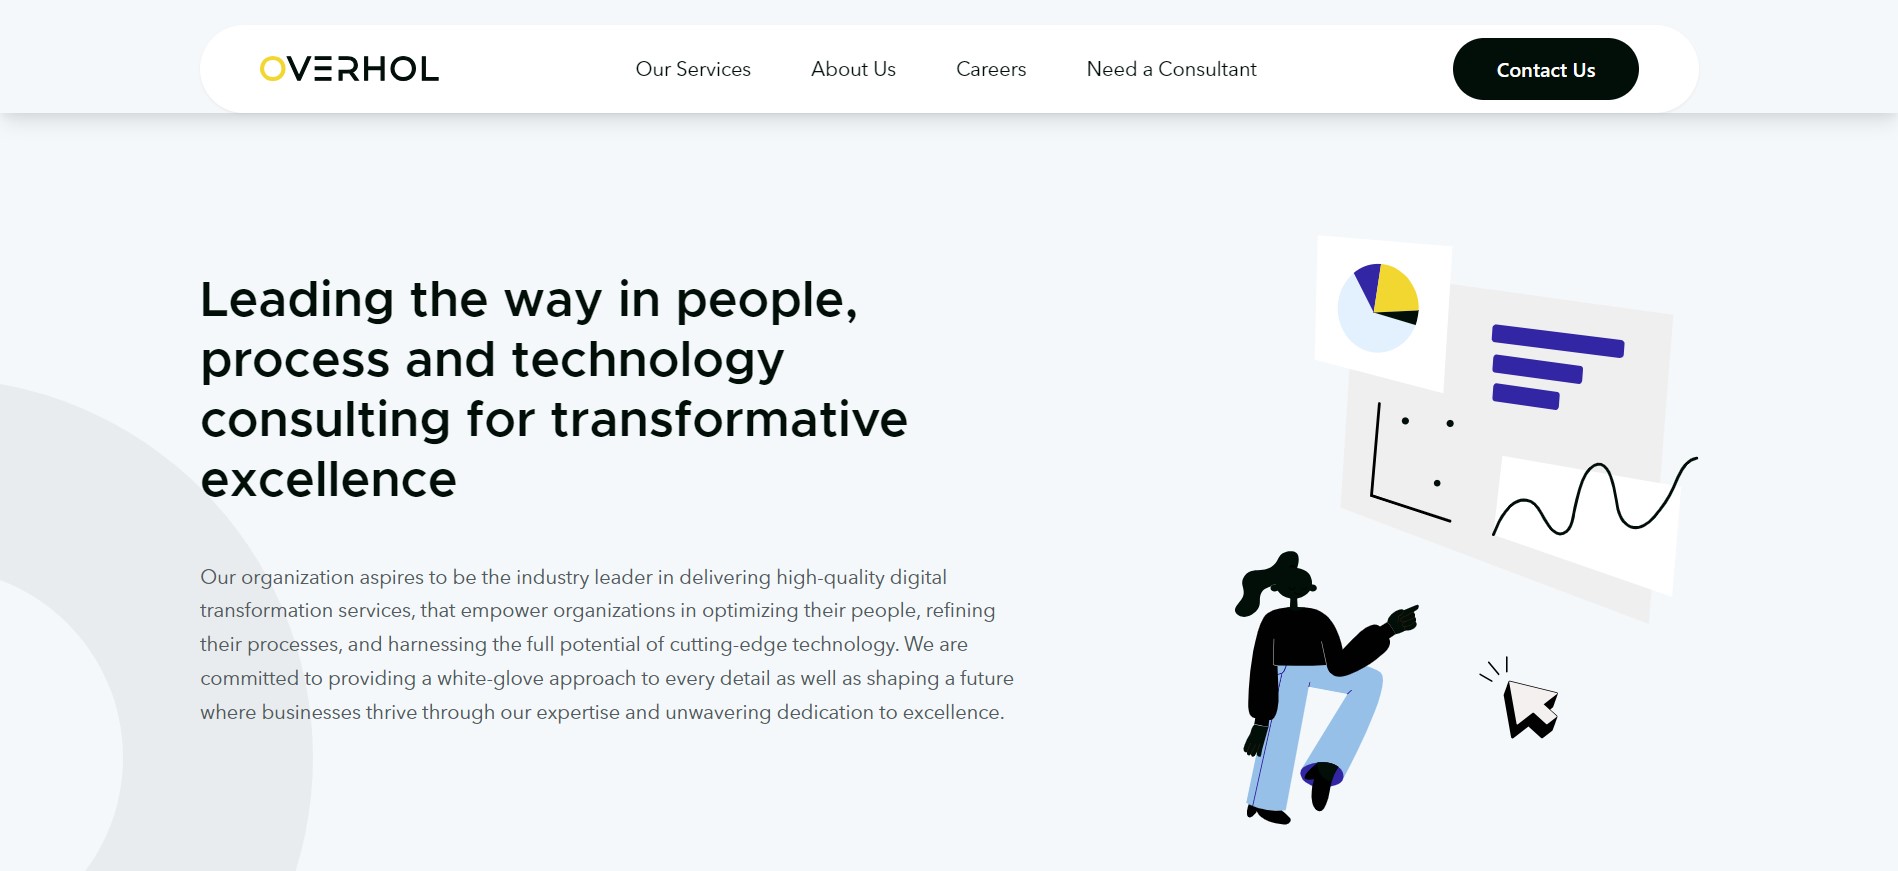 OVERHOL
Our Services
About Us
Careers
Need a Consultant
Contact Us
Leading the way in people,
process and technology
consulting for transformative
excellence
Our organization aspires to be the industry leader in delivering high-quality digital
transformation services, that empower organizations in optimizing their people, refining
their processes, and harnessing the full potential of cutting-edge technology. We are
committed to providing a white-glove approach to every detail as well as shaping a future
where businesses thrive through our expertise and unwavering dedication to excellence.